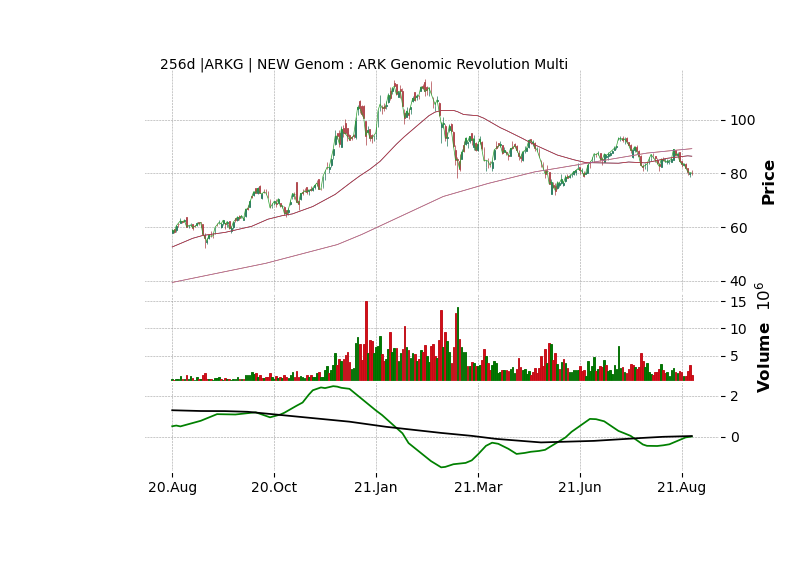 256d |ARKG | NEW Genom : ARK Genomic Revolution Multi
100
80
60
40
Price
15
10
5
Volume 10^6
2
0
20.Aug
20.Oct
21.Jan
21.Mar
21.Jun
21.Aug